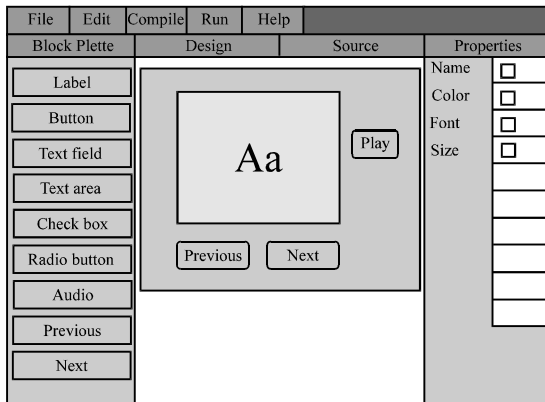 File Edit Compile Run Help
Block Plette Design Source Properties
Label
Button
Text field
Text area
Check box
Radio button
Audio
Previous
Next
Aa
Play
Previous Next
Name
Color
Font
Size